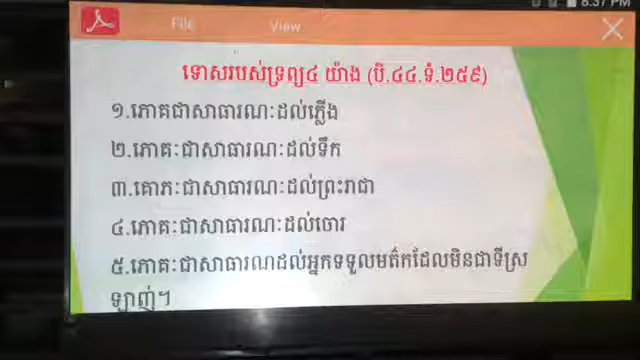 8:37 PM
File View
ទោសរបស់ទ្រព្យ៤ យ៉ាង (បិ.៤៤.ទំ.២៥៩)
១.ភោគជាសាធារណៈដល់ភ្លើង
២.ភោគៈជាសាធារណៈដល់ទឹក
៣.គោភៈជាសាធារណៈដល់ព្រះរាជា
៤.ភោគៈជាសាធារណៈដល់ចោរ
៥.ភោគៈជាសាធារណដល់អ្នកទទួលមត៌កដែលមិនជាទីស្រ
ឡាញ់។